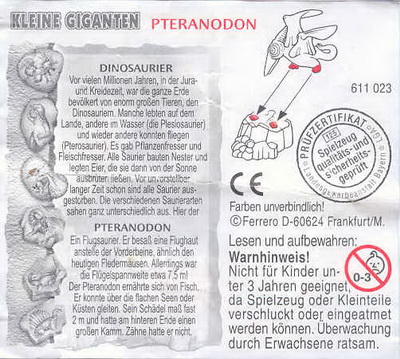 KLEINE GIGANTEN PTERANODON
DINOSAURIER
Vor vielen Millionen Jahren, in der Jura-
und Kreidezeit, war die ganze Erde
bevölkert von enorm großen Tieren, den
Dinosauriern. Manche lebten auf dem
Lande, andere im Wasser (die Plesiosaurier)
und wieder andere konnten fliegen
(Pterosaurier). Es gab Pflanzenfresser und
Fleischfresser. Alle Saurier bauten Nester und
legten Eier, die sie dann von der Sonne
ausbrüten ließen. Vor unvorstell-
langer Zeit schon sind alle Saurier aus-
gestorben. Die verschiedenen Saurierarten
sahen ganz unterschiedlich aus. Hier der
PTERANODON
Ein Flugsaurier. Er besaß eine Flughaut
anstelle der Vorderbeine, ähnlich den
heutigen Fledermäusen. Allerdings war
die Flügelspannweite etwa 7,5 m!
Der Pteranodon ernährte sich von Fisch.
Er konnte über die flachen Seen oder
Küsten gleiten. Sein Schädel maß fast
2 m und hatte am hinteren Ende einen
großen Kamm. Zähne hatte er nicht.
611 023
PRÜFZERTIFIKAT
LGA
Landesgewerbeanstalt Bayern
Spielzeug
qualitäts- und
sicherheits-
geprüft
CE
Farben unverbindlich!
©Ferrero D-60624 Frankfurt/M.
Lesen und aufbewahren:
Warnhinweis!
Nicht für Kinder un-
ter 3 Jahren geeignet,
da Spielzeug oder Kleinteile
verschluckt oder eingeatmet
werden können. Überwachung
durch Erwachsene ratsam.
0-3